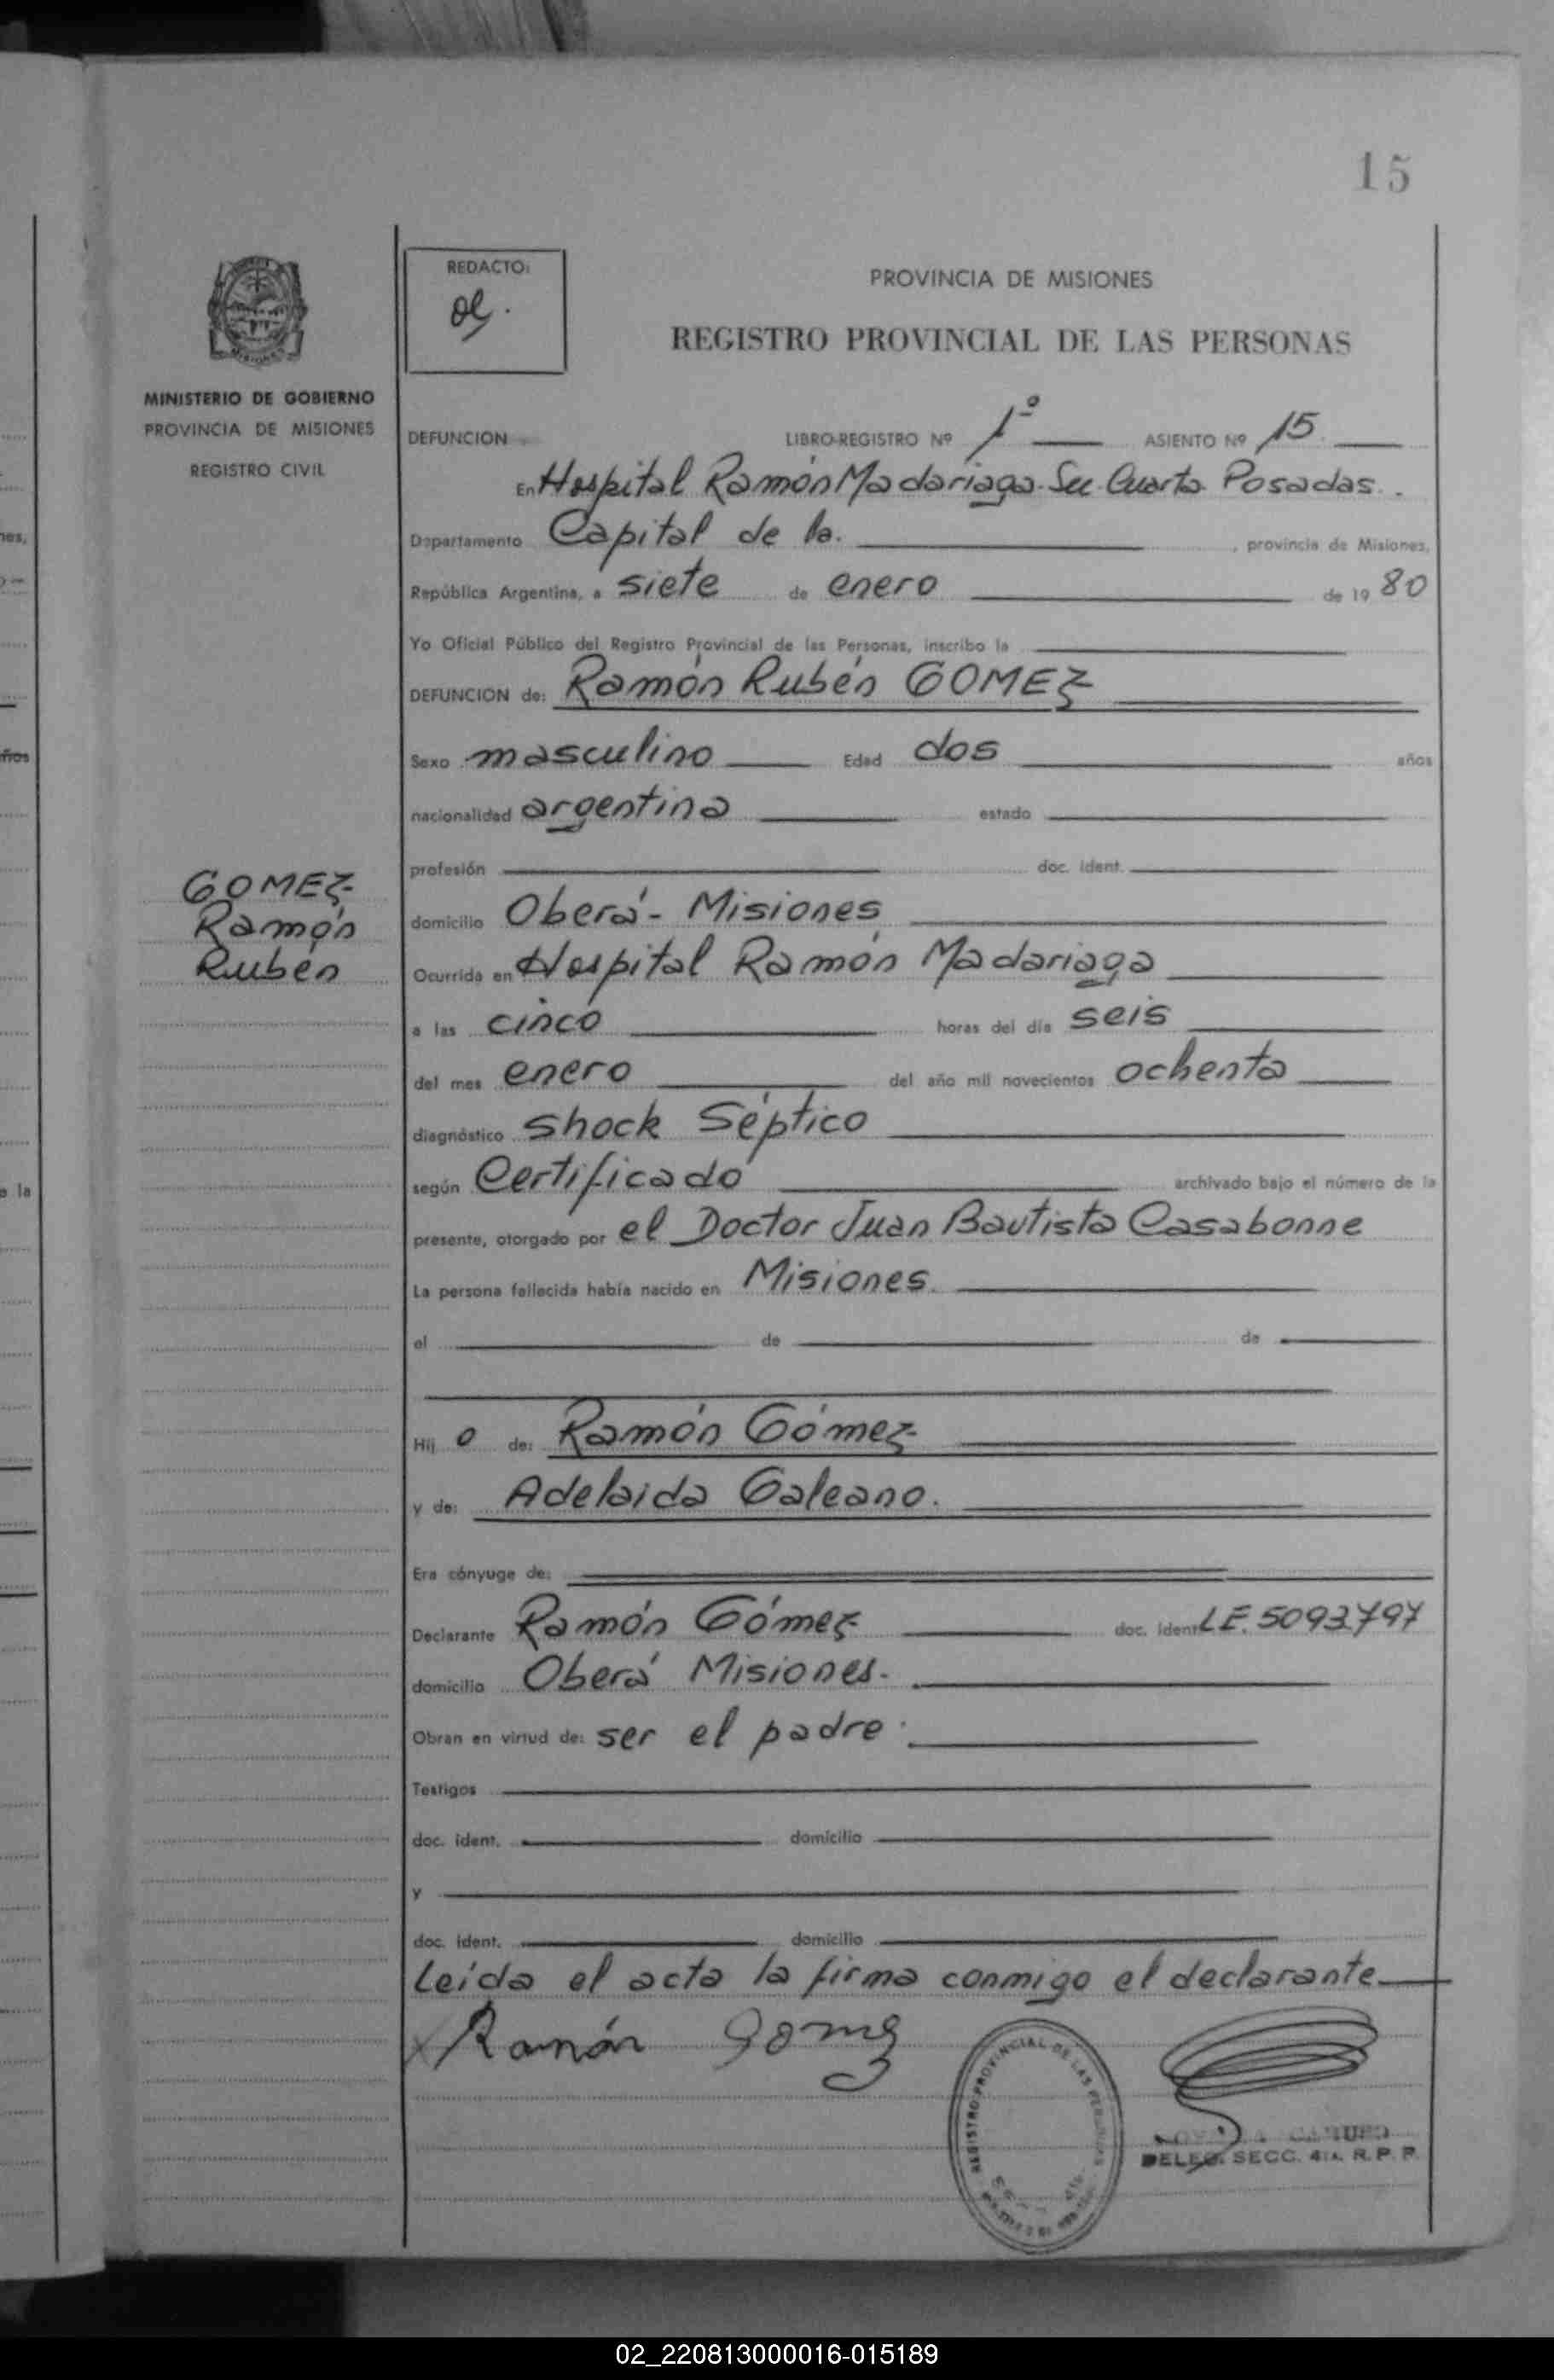 15
REDACTO:
PROVINCIA DE MISIONES
REGISTRO PROVINCIAL DE LAS PERSONAS
MINISTERIO DE GOBIERNO
PROVINCIA DE MISIONES
REGISTRO CIVIL
DEFUNCION LIBRO-REGISTRO Nº 1º ASIENTO Nº 15
En Hospital Ramón Madariaga. Sec. Cuarta Posadas.
Departamento Capital de la. , provincia de Misiones,
República Argentina, a siete de enero de 19 80
Yo Oficial Público del Registro Provincial de las Personas, inscribo la
DEFUNCION de: Ramón Rubén GOMEZ
Sexo masculino Edad dos años
nacionalidad argentina estado
profesión doc. ident.
GOMEZ
Ramón
Rubén
domicilio Oberá - Misiones
Ocurrida en Hospital Ramón Madariaga
a las cinco horas del día seis
del mes enero del año mil novecientos ochenta
diagnóstico Shock Séptico
según Certificado archivado bajo el número de la
presente, otorgado por el Doctor Juan Bautista Casabonne
La persona fallecida había nacido en Misiones.
el de de
Hij o de: Ramón Gómez
y de: Adelaida Galeano.
Era cónyuge de:
Declarante Ramón Gómez doc. ident. L.E. 5093797
domicilio Oberá Misiones.
Obran en virtud de: ser el padre.
Testigos
doc. ident. domicilio
y
doc. ident. domicilio
Leída el acta la firma conmigo el declarante
x Ramón Gomez
REGISTRO PROVINCIAL DE LAS PERSONAS
DELEG. SECC. 4ta. R. P. P.
02_220813000016-015189